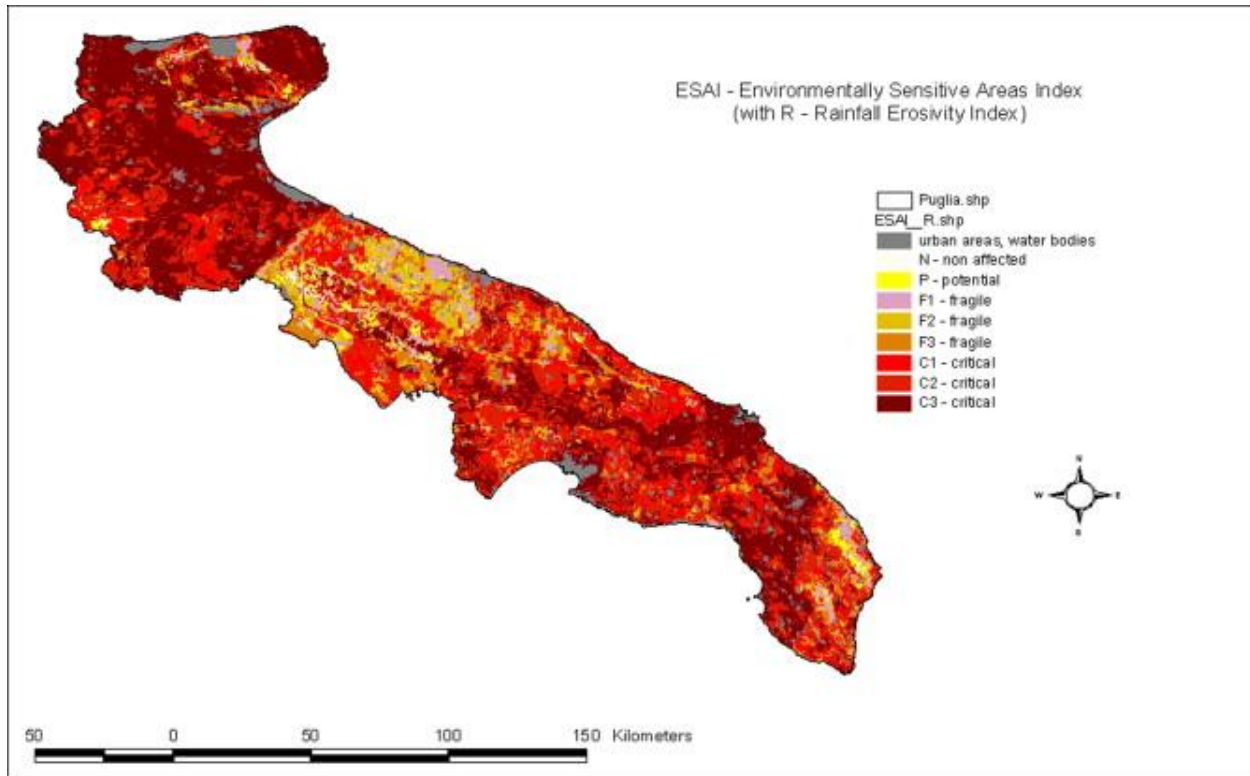 ESAI - Environmentally Sensitive Areas Index
(with R - Rainfall Erosivity Index)
Puglia.shp
ESAI__R.shp
urban areas, water bodies
N - non affected
P - potential
F1 - fragile
F2 - fragile
F3 - fragile
C1 - critical
C2 - critical
C3 - critical
N
W E
S
50 0 50 100 150 Kilometers